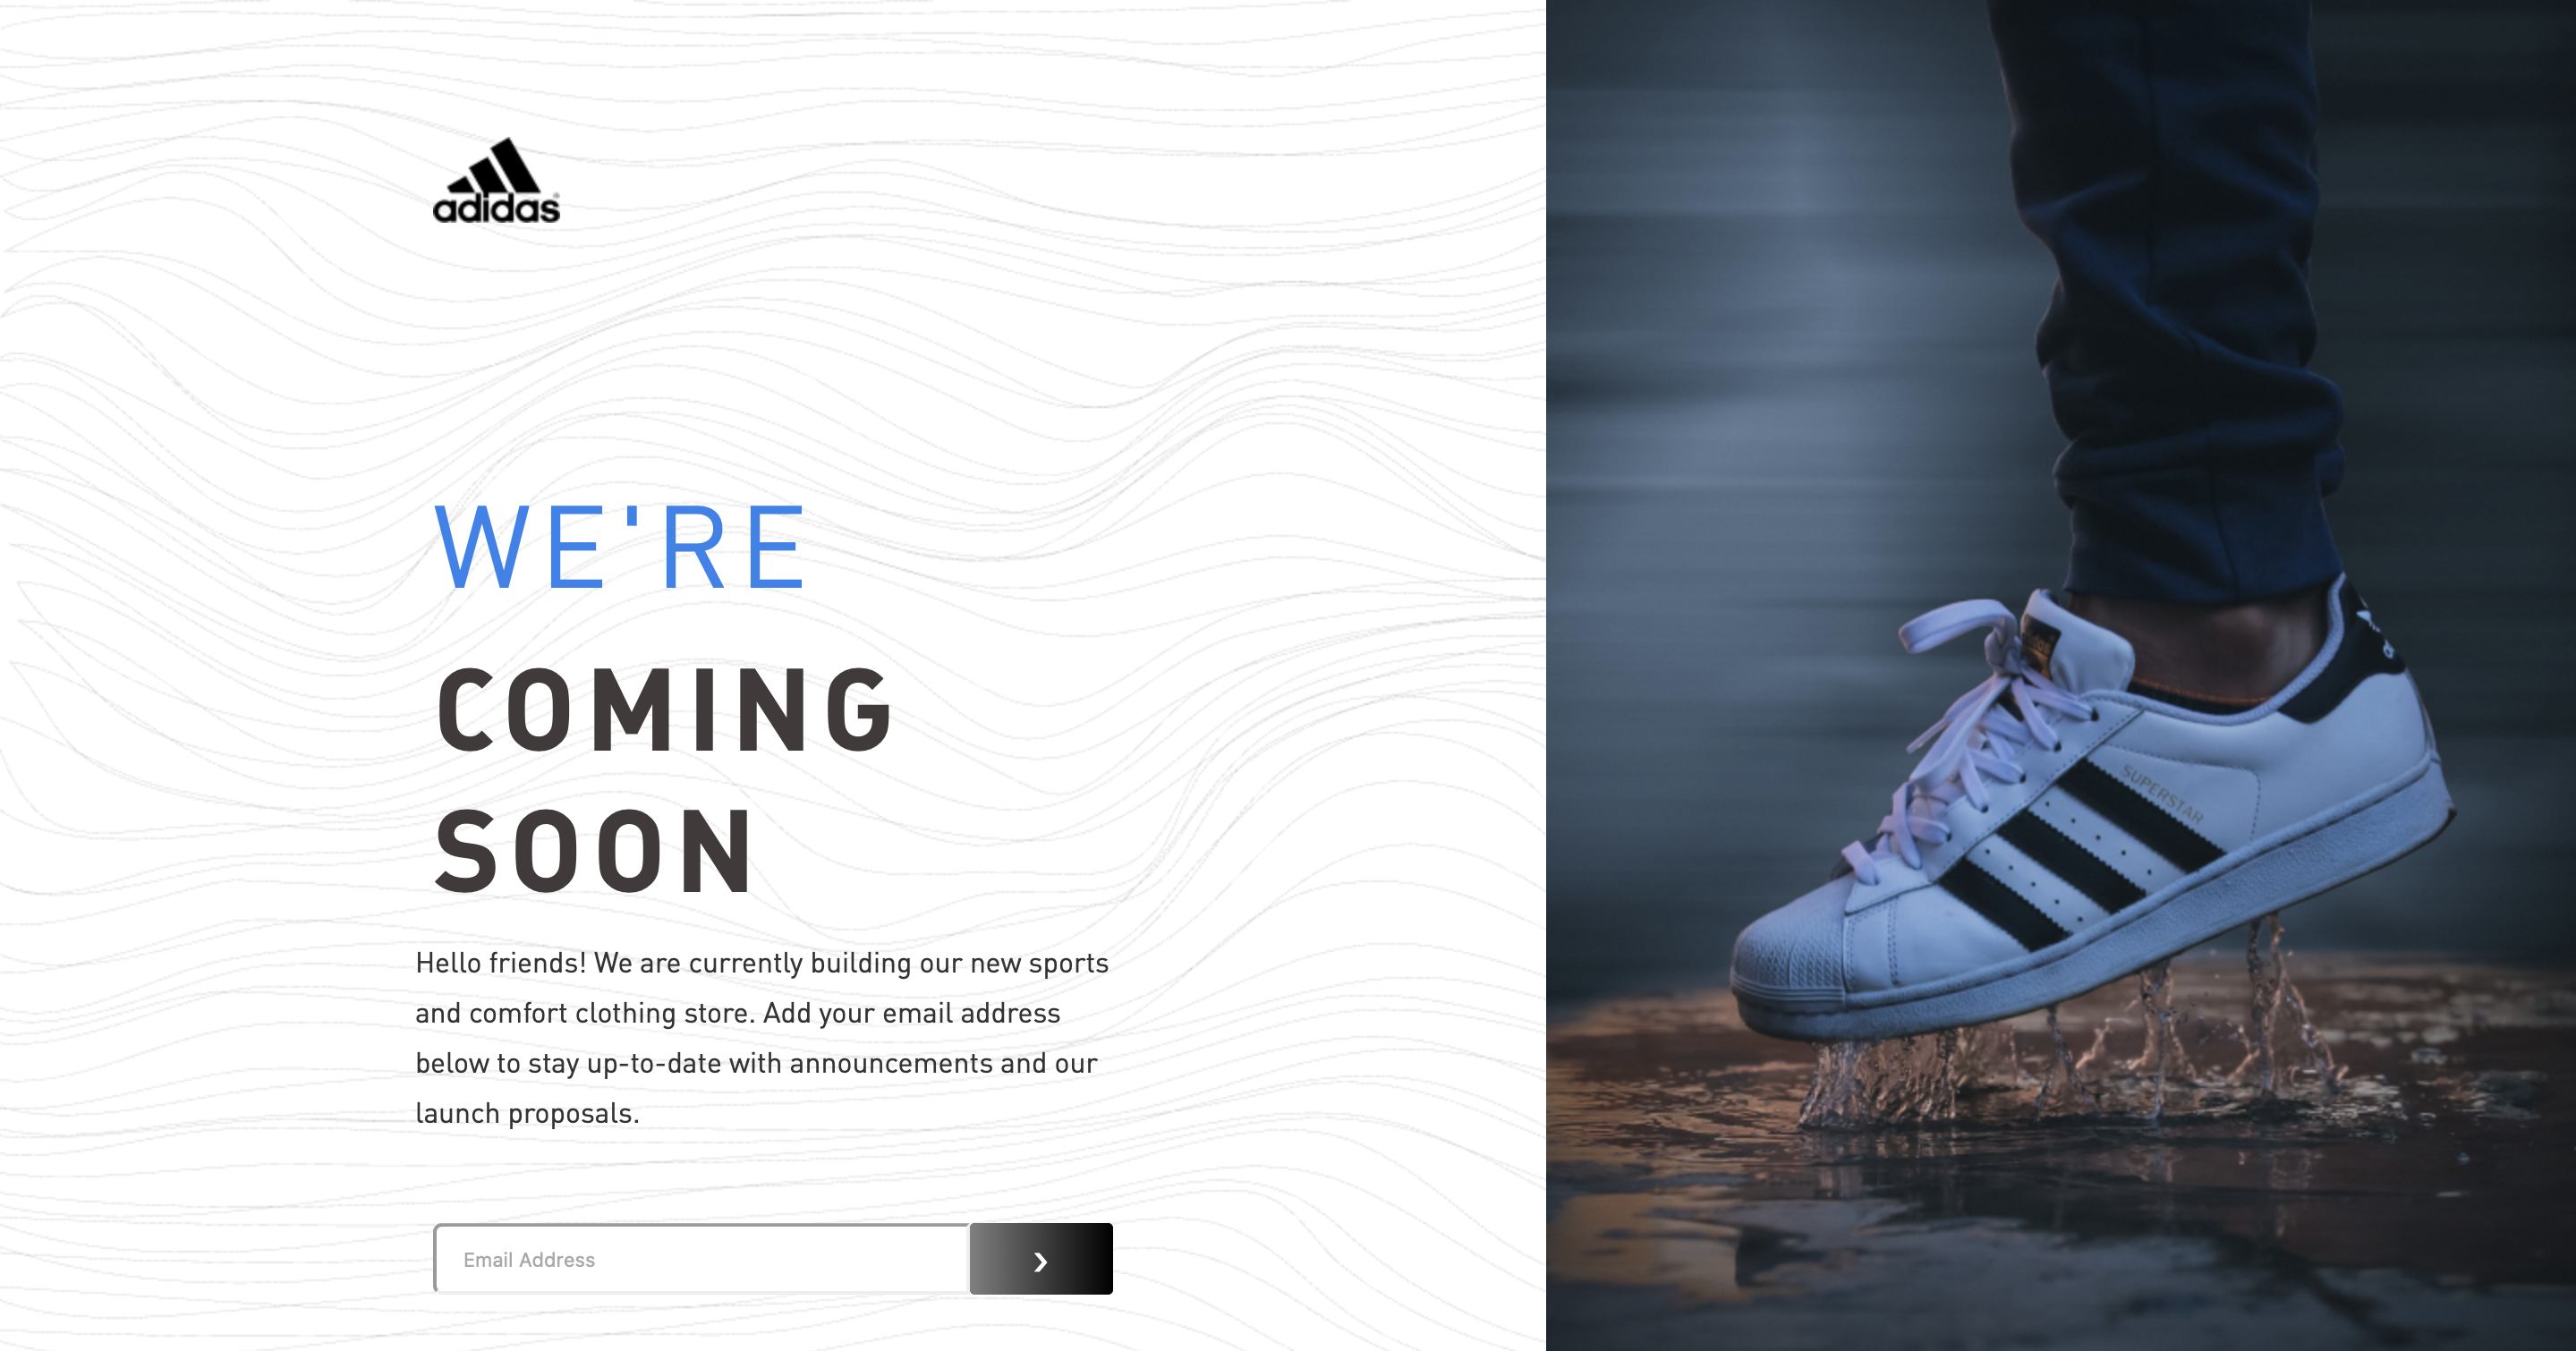 adidas
WE'RE
COMING
SOON
Hello friends! We are currently building our new sports
and comfort clothing store. Add your email address
below to stay up-to-date with announcements and our
launch proposals.
Email Address
SUPERSTAR